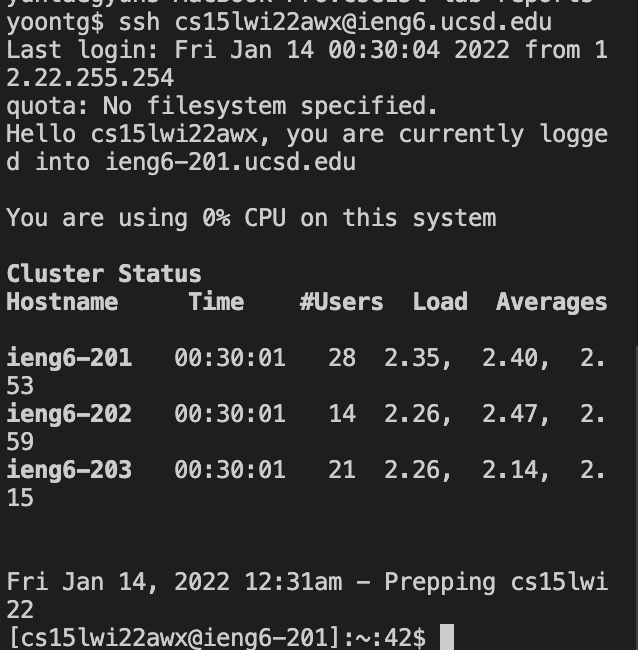 yoontg$ ssh cs15lwi22awx@ieng6.ucsd.edu
Last login: Fri Jan 14 00:30:04 2022 from 1
2.22.255.254
quota: No filesystem specified.
Hello cs15lwi22awx, you are currently logge
d into ieng6-201.ucsd.edu
You are using 0% CPU on this system
Cluster Status
Hostname     Time    #Users  Load  Averages
ieng6-201   00:30:01   28  2.35,  2.40,  2.
53
ieng6-202   00:30:01   14  2.26,  2.47,  2.
59
ieng6-203   00:30:01   21  2.26,  2.14,  2.
15
Fri Jan 14, 2022 12:31am - Prepping cs15lwi
22
[cs15lwi22awx@ieng6-201]:~:42$